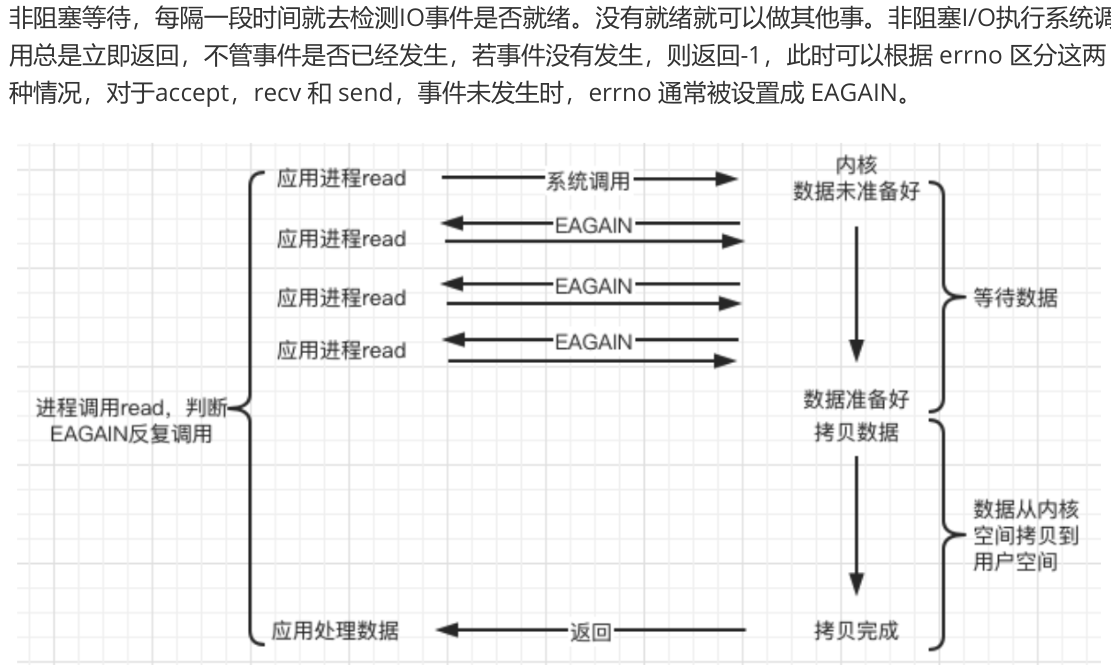 非阻塞等待，每隔一段时间就去检测IO事件是否就绪。没有就绪就可以做其他事。非阻塞I/O执行系统调
用总是立即返回，不管事件是否已经发生，若事件没有发生，则返回-1，此时可以根据 errno 区分这两
种情况，对于accept，recv 和 send，事件未发生时，errno 通常被设置成 EAGAIN。
应用进程read
系统调用
内核
数据未准备好
EAGAIN
应用进程read
EAGAIN
应用进程read
等待数据
EAGAIN
应用进程read
数据准备好
进程调用read，判断
EAGAIN反复调用
拷贝数据
数据从内核
空间拷贝到
用户空间
应用处理数据
返回
拷贝完成